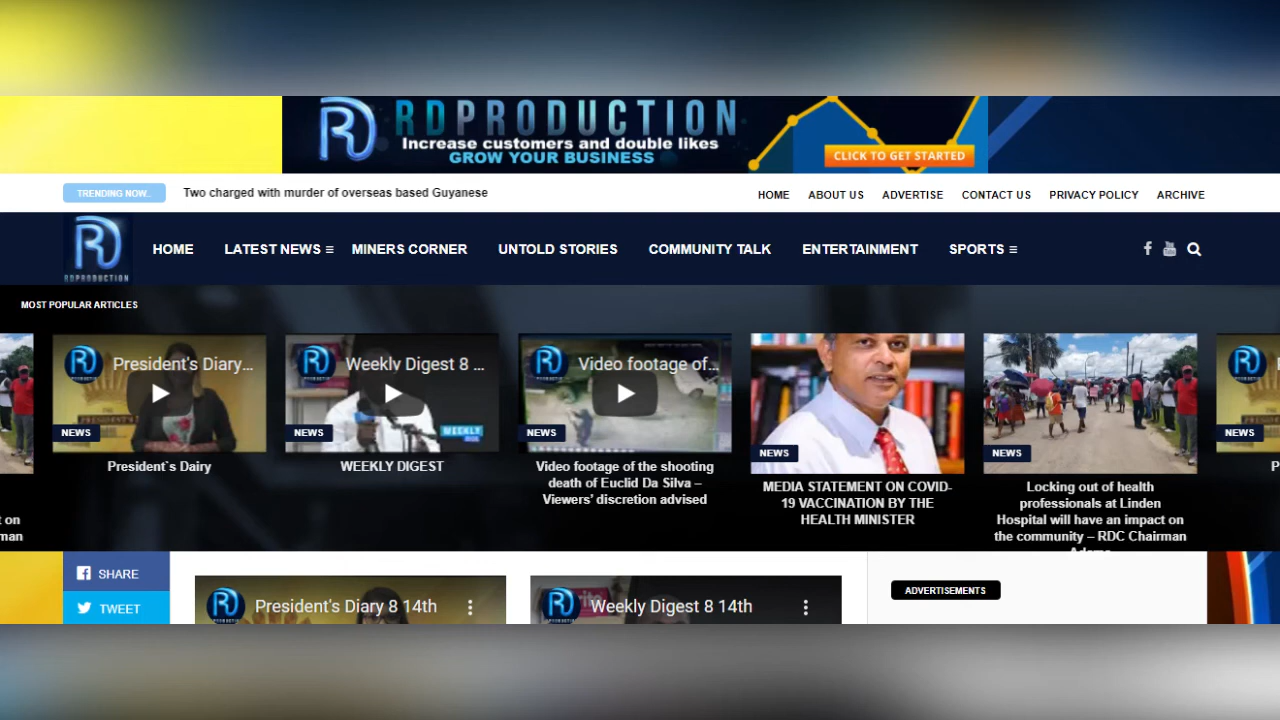 RDPRODUCTION
Increase customers and double likes
GROW YOUR BUSINESS
CLICK TO GET STARTED
TRENDING NOW..
Two charged with murder of overseas based Guyanese
HOME ABOUT US ADVERTISE CONTACT US PRIVACY POLICY ARCHIVE
RDPRODUCTION
HOME LATEST NEWS ≡ MINERS CORNER UNTOLD STORIES COMMUNITY TALK ENTERTAINMENT SPORTS ≡
MOST POPULAR ARTICLES
President's Diary...
NEWS
President`s Dairy
Weekly Digest 8 ...
WEEKLY
NEWS
WEEKLY DIGEST
Video footage of...
NEWS
Video footage of the shooting
death of Euclid Da Silva –
Viewers' discretion advised
NEWS
MEDIA STATEMENT ON COVID-
19 VACCINATION BY THE
HEALTH MINISTER
NEWS
Locking out of health
professionals at Linden
Hospital will have an impact on
the community – RDC Chairman
Adams
NEWS
P
t on
man
SHARE
TWEET
President's Diary 8 14th
Weekly Digest 8 14th
ADVERTISEMENTS